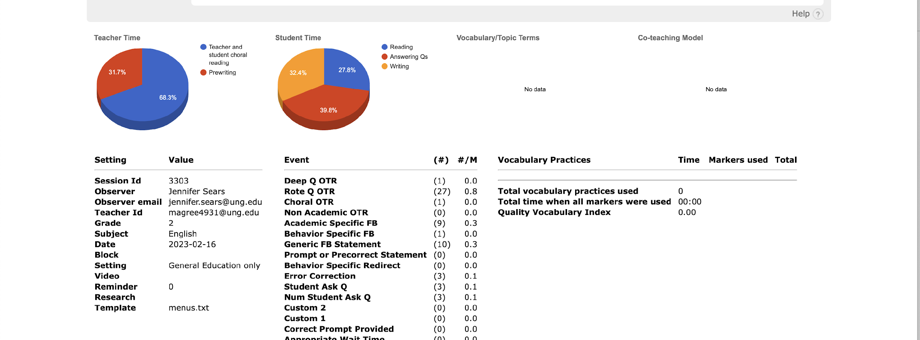 Help ?
Teacher Time
Student Time
Vocabulary/Topic Terms
Co-teaching Model
31.7%
68.3%
Teacher and
student choral
reading
Prewriting
32.4%
27.8%
39.8%
Reading
Answering Qs
Writing
No data
No data
Setting Value
Session Id 3303
Observer Jennifer Sears
Observer email jennifer.sears@ung.edu
Teacher Id magree4931@ung.edu
Grade 2
Subject English
Date 2023-02-16
Block
Setting General Education only
Video
Reminder 0
Research
Template menus.txt
Event (#) #/M
Deep Q OTR (1) 0.0
Rote Q OTR (27) 0.8
Choral OTR (1) 0.0
Non Academic OTR (0) 0.0
Academic Specific FB (9) 0.3
Behavior Specific FB (1) 0.0
Generic FB Statement (10) 0.3
Prompt or Precorrect Statement (0) 0.0
Behavior Specific Redirect (0) 0.0
Error Correction (3) 0.1
Student Ask Q (3) 0.1
Num Student Ask Q (3) 0.1
Custom 2 (0) 0.0
Custom 1 (0) 0.0
Correct Prompt Provided (0) 0.0
Appropriate Wait Time (0) 0.0
Vocabulary Practices Time Markers used Total
Total vocabulary practices used 0
Total time when all markers were used 00:00
Quality Vocabulary Index 0.00